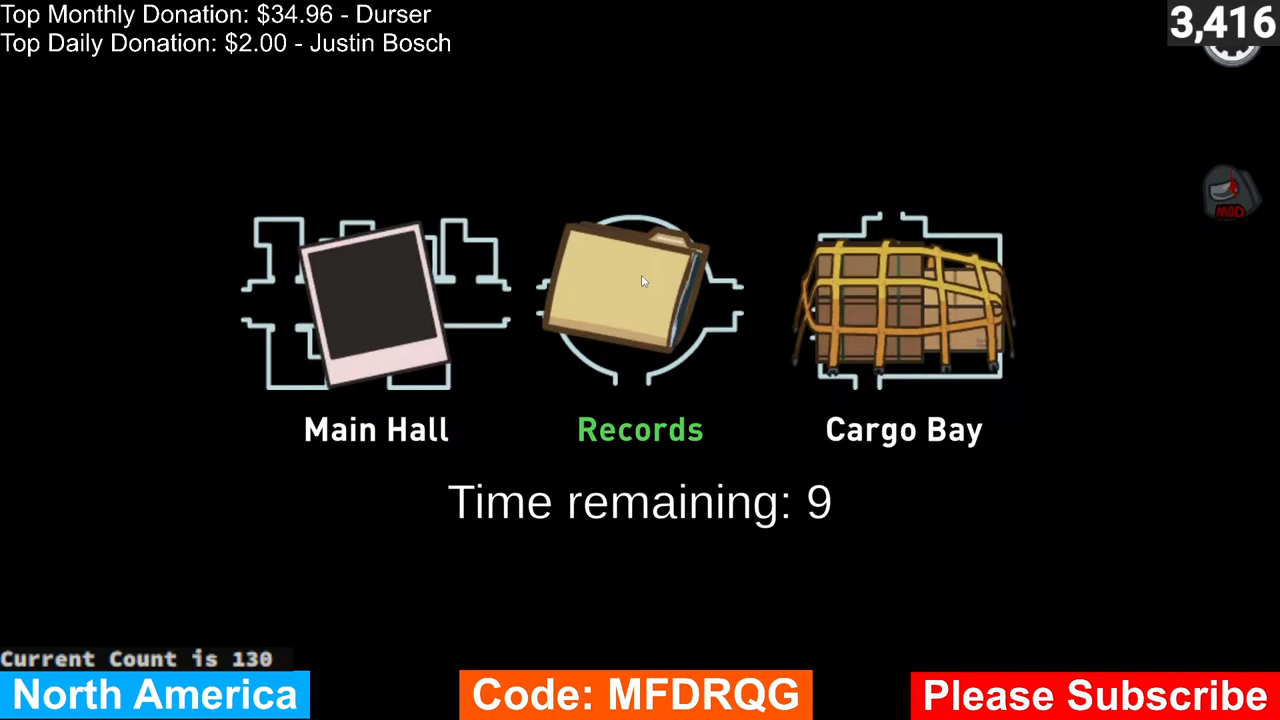 Top Monthly Donation: $34.96 - Durser
Top Daily Donation: $2.00 - Justin Bosch
3,416
MOD
Main Hall
Records
Cargo Bay
Time remaining: 9
Current Count is 130
North America
Code: MFDRQG
Please Subscribe